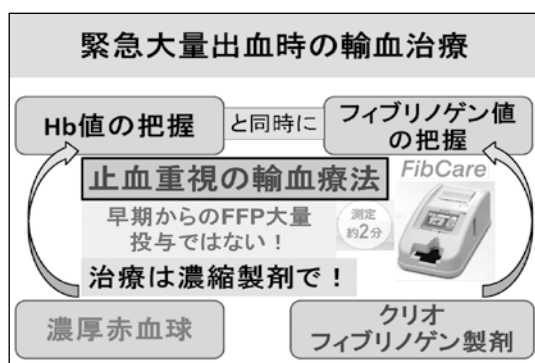 緊急大量出血時の輸血治療
Hb値の把握
と同時に
フィブリノゲン値
の把握
止血重視の輸血療法
FibCare
早期からのFFP大量
投与ではない！
測定
約2分
治療は濃縮製剤で！
濃厚赤血球
クリオ
フィブリノゲン製剤